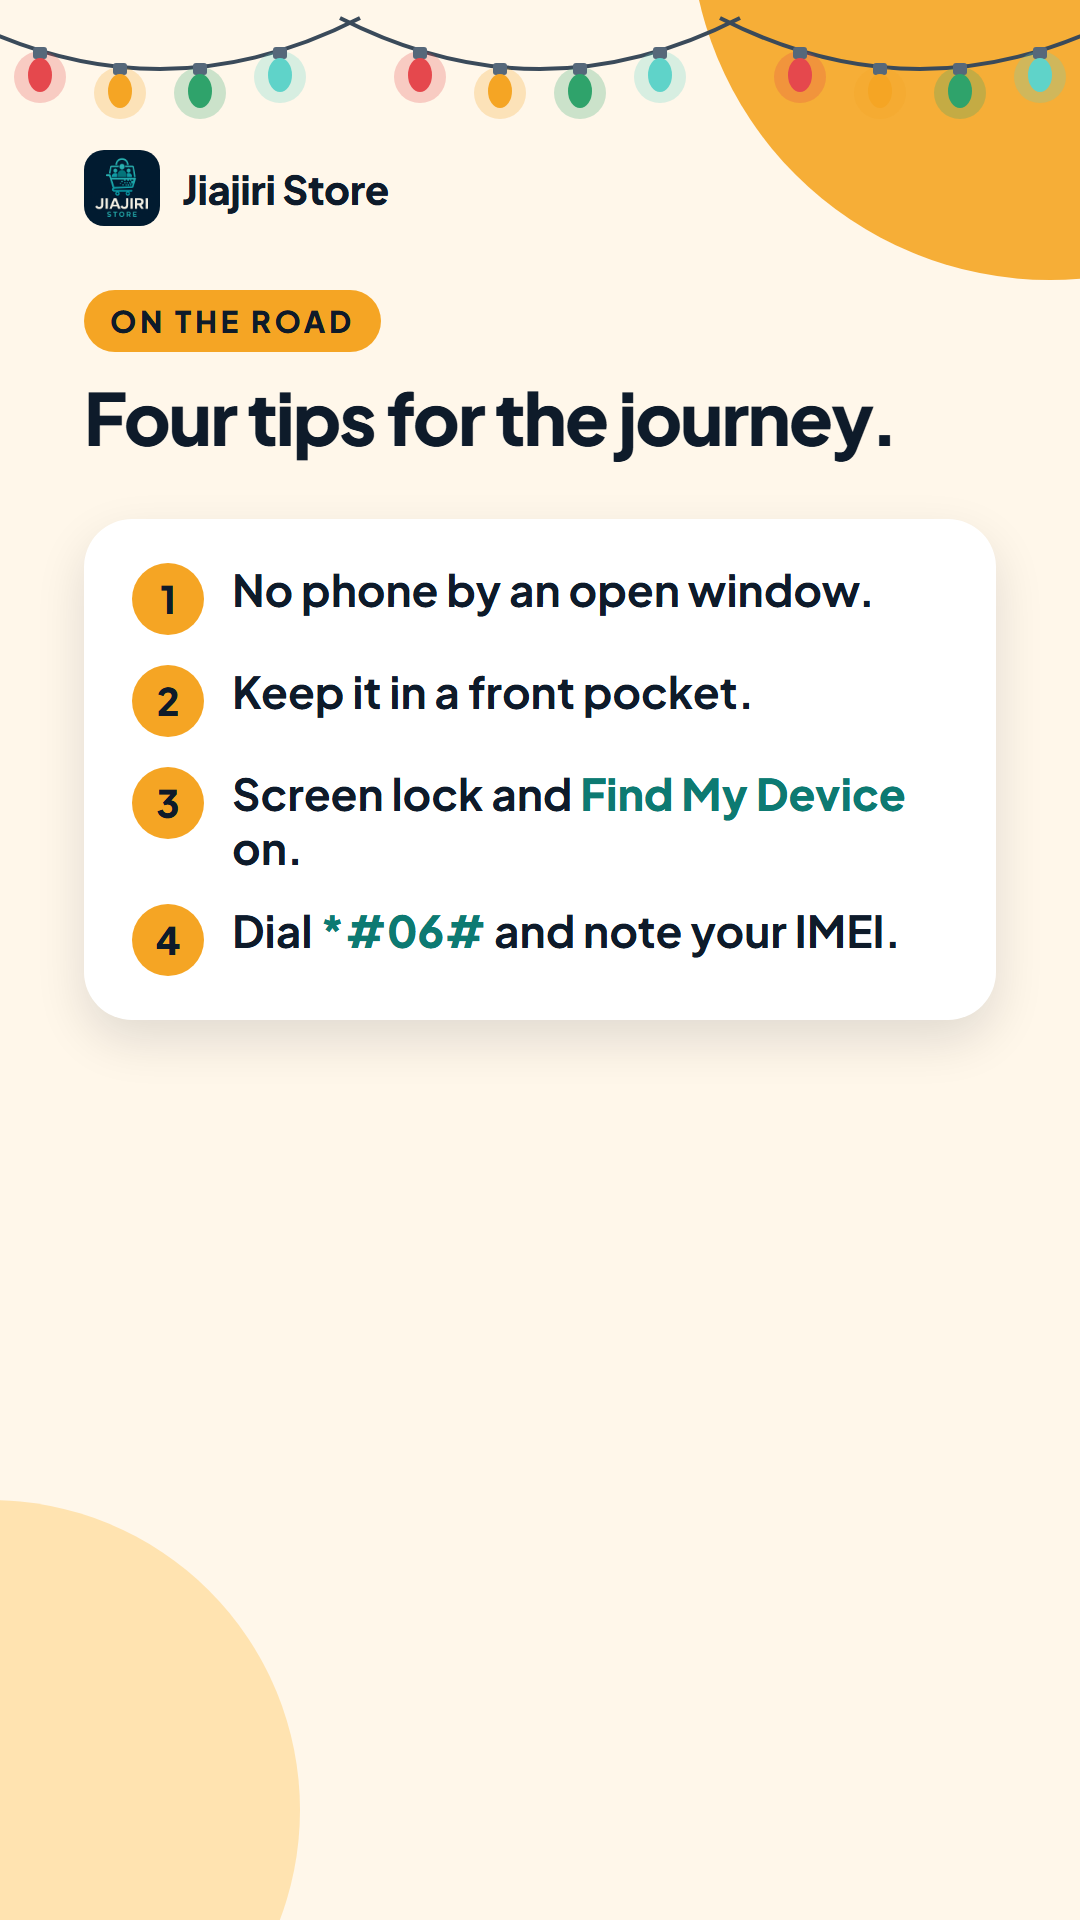 JIAJIRI
STORE
Jiajiri Store
ON THE ROAD
Four tips for the journey.
1 No phone by an open window.
2 Keep it in a front pocket.
3 Screen lock and Find My Device
on.
4 Dial *#06# and note your IMEI.